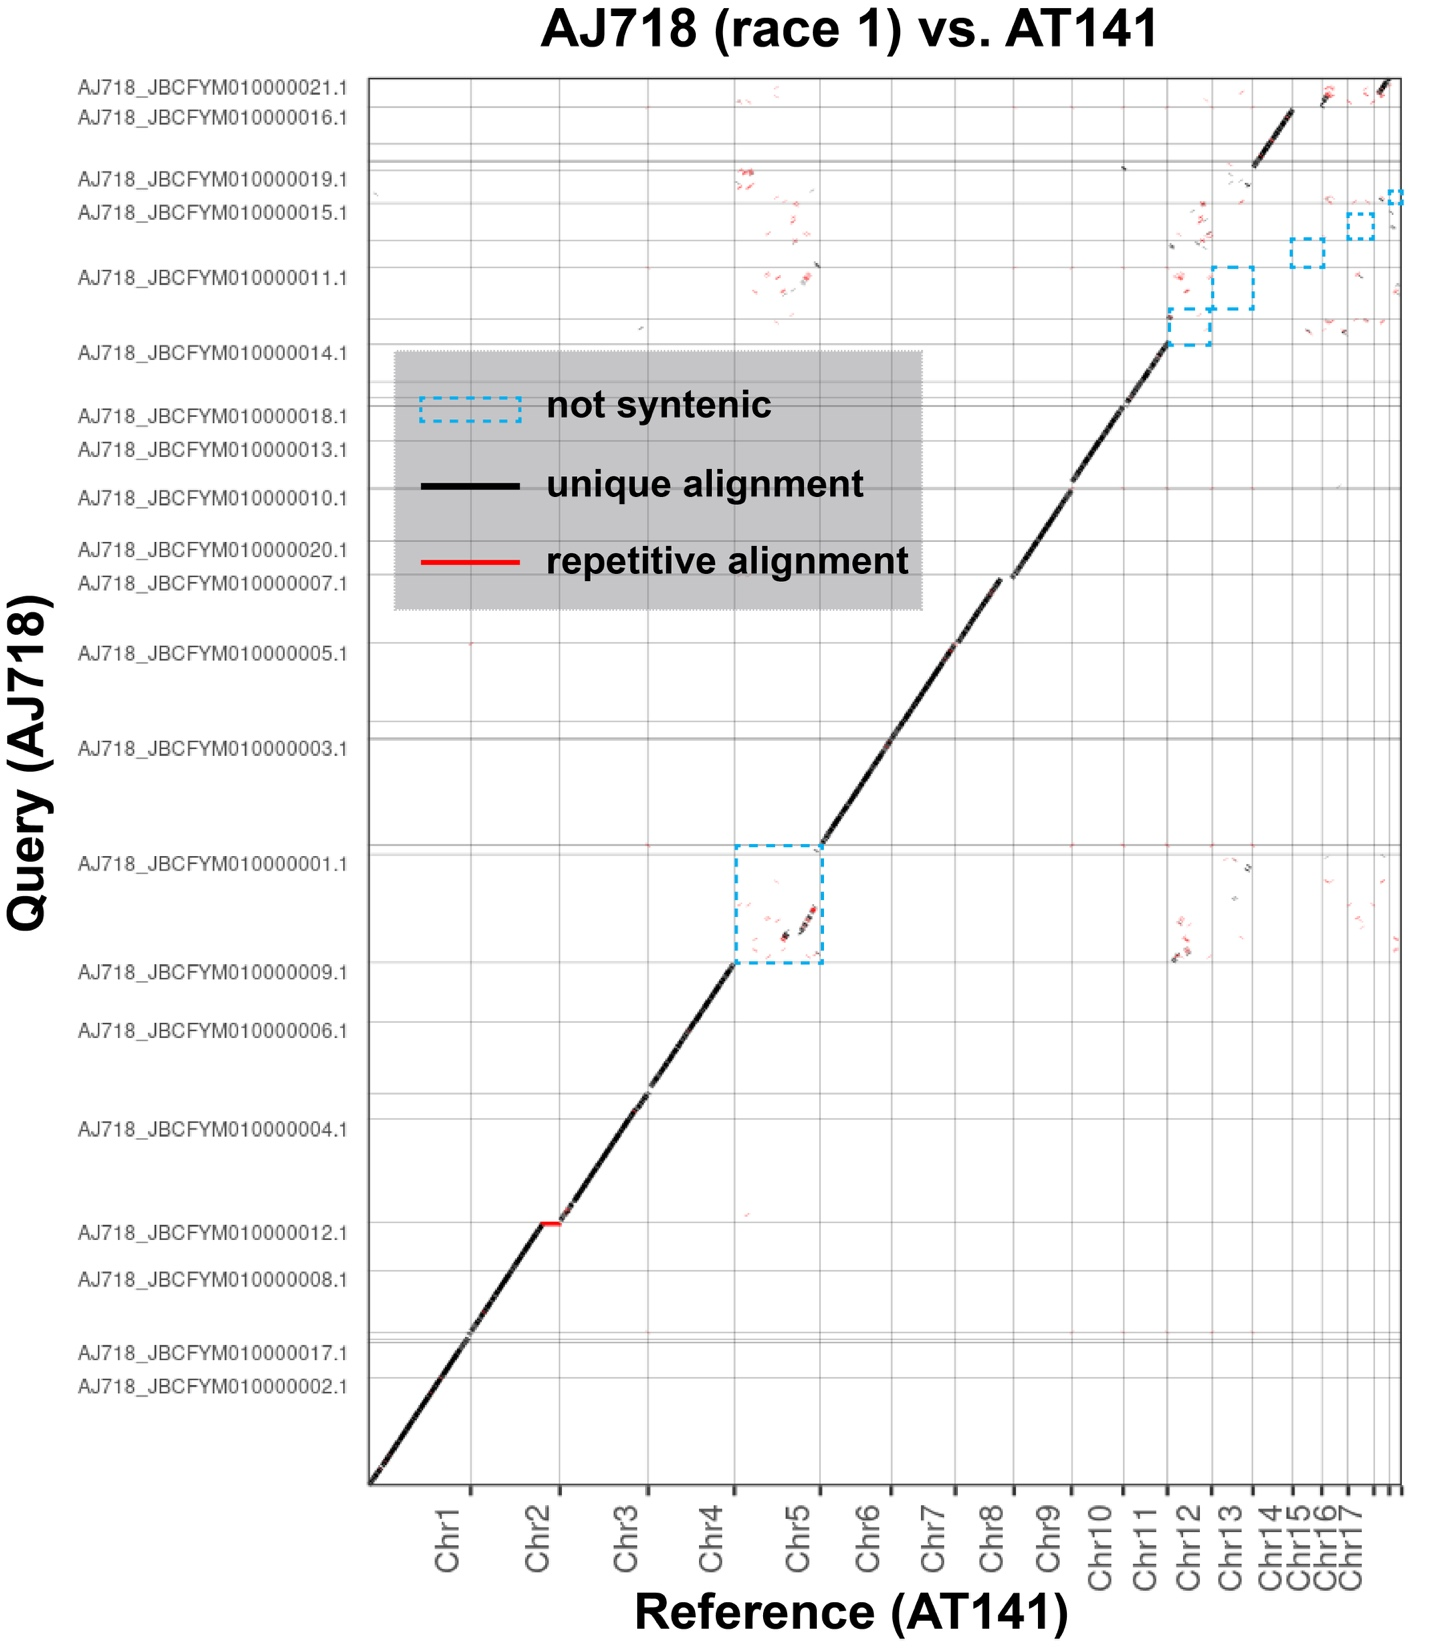 AJ718 (race 1) vs. AT141
AJ718_JBCFYM010000021.1
AJ718_JBCFYM010000016.1
AJ718_JBCFYM010000019.1
AJ718_JBCFYM010000015.1
AJ718_JBCFYM010000011.1
AJ718_JBCFYM010000014.1
AJ718_JBCFYM010000018.1
AJ718_JBCFYM010000013.1
AJ718_JBCFYM010000010.1
AJ718_JBCFYM010000020.1
AJ718_JBCFYM010000007.1
AJ718_JBCFYM010000005.1
AJ718_JBCFYM010000003.1
AJ718_JBCFYM010000001.1
AJ718_JBCFYM010000009.1
AJ718_JBCFYM010000006.1
AJ718_JBCFYM010000004.1
AJ718_JBCFYM010000012.1
AJ718_JBCFYM010000008.1
AJ718_JBCFYM010000017.1
AJ718_JBCFYM010000002.1
Query (AJ718)
not syntenic
unique alignment
repetitive alignment
Chr1
Chr2
Chr3
Chr4
Chr5
Chr6
Chr7
Chr8
Chr9
Chr10
Chr11
Chr12
Chr13
Chr14
Chr15
Chr16
Chr17
Reference (AT141)